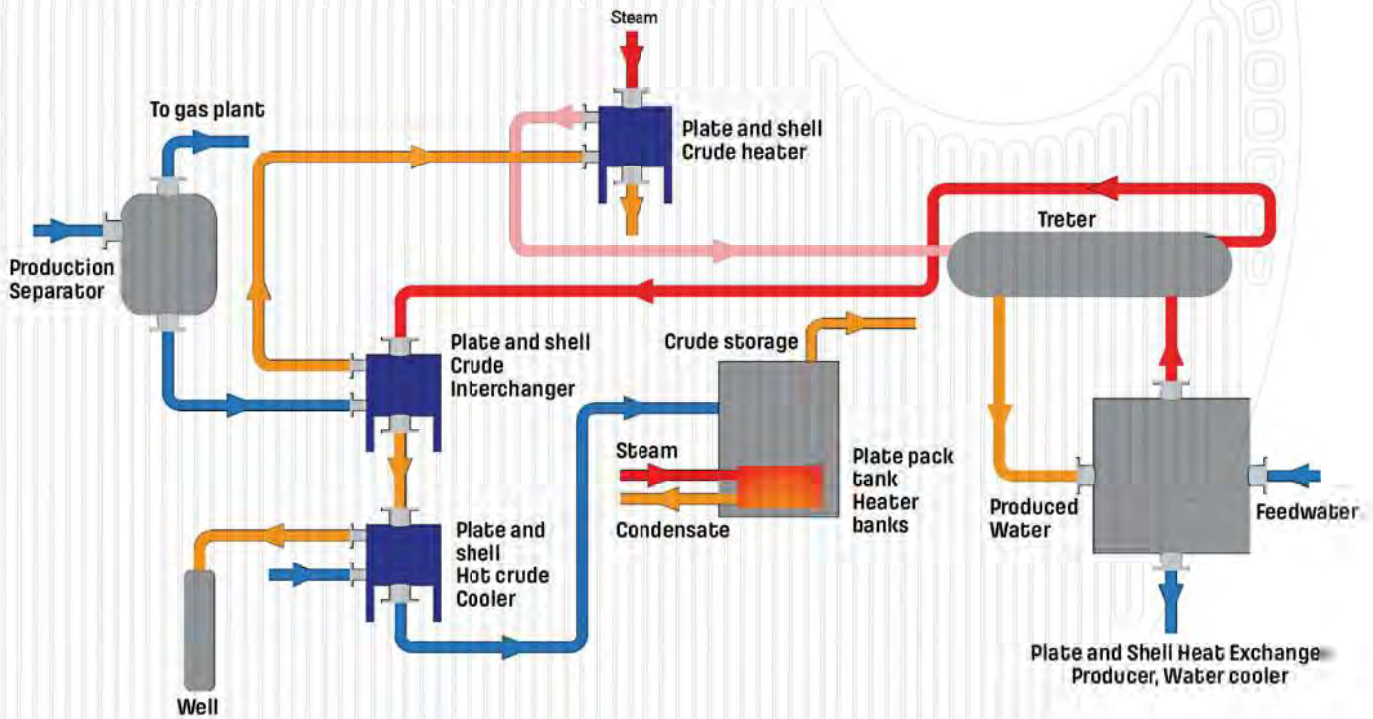 Steam
To gas plant
Plate and shell
Crude heater
Treter
Production
Separator
Plate and shell
Crude
Interchanger
Crude storage
Steam
Condensate
Plate pack
tank
Heater
banks
Produced
Water
Feedwater
Plate and
shell
Hot crude
Cooler
Well
Plate and Shell Heat Exchange
Producer, Water cooler